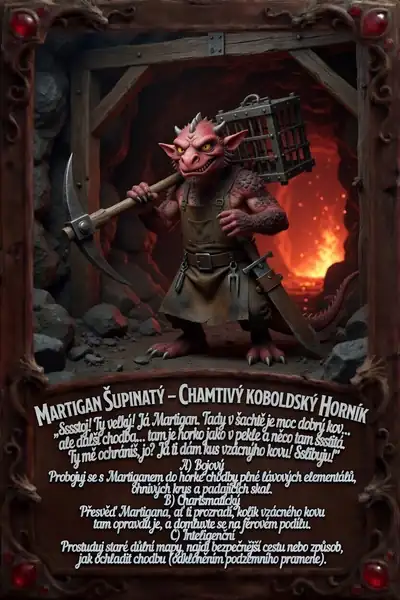 Martigan Šupinatý – Chamtivý koboldský Horník
„Sssstoj! Ty velký! Já Martigan. Tady v šachtě je moc dobrý kov...
ale další chodba... tam je horko jako v pekle a něco tam ssstítá.
Ty mě ochráníš, jo? Já ti dám kus vzácnýho kovu! Sslibuju!"
A) Bojový
Probojuj se s Martiganem do horké chodby plné lávových elementálů,
ohnivých krys a padajících skal.
B) Charismatický
Přesvěď Martigana, ať ti prozradí, kolik vzácného kovu
tam opravdu je, a domluvte se na férovém podílu.
C) Inteligenční
Prostuduj staré důlní mapy, najdi bezpečnější cestu nebo způsob,
jak ochladit chodbu (odkloněním podzemního pramene).